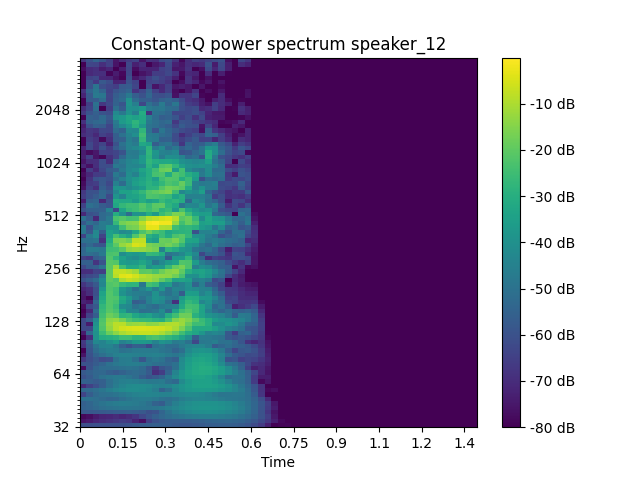 Constant-Q power spectrum speaker_12
Hz
2048
1024
512
256
128
64
32
0 0.15 0.3 0.45 0.6 0.75 0.9 1.1 1.2 1.4
Time
-10 dB
-20 dB
-30 dB
-40 dB
-50 dB
-60 dB
-70 dB
-80 dB